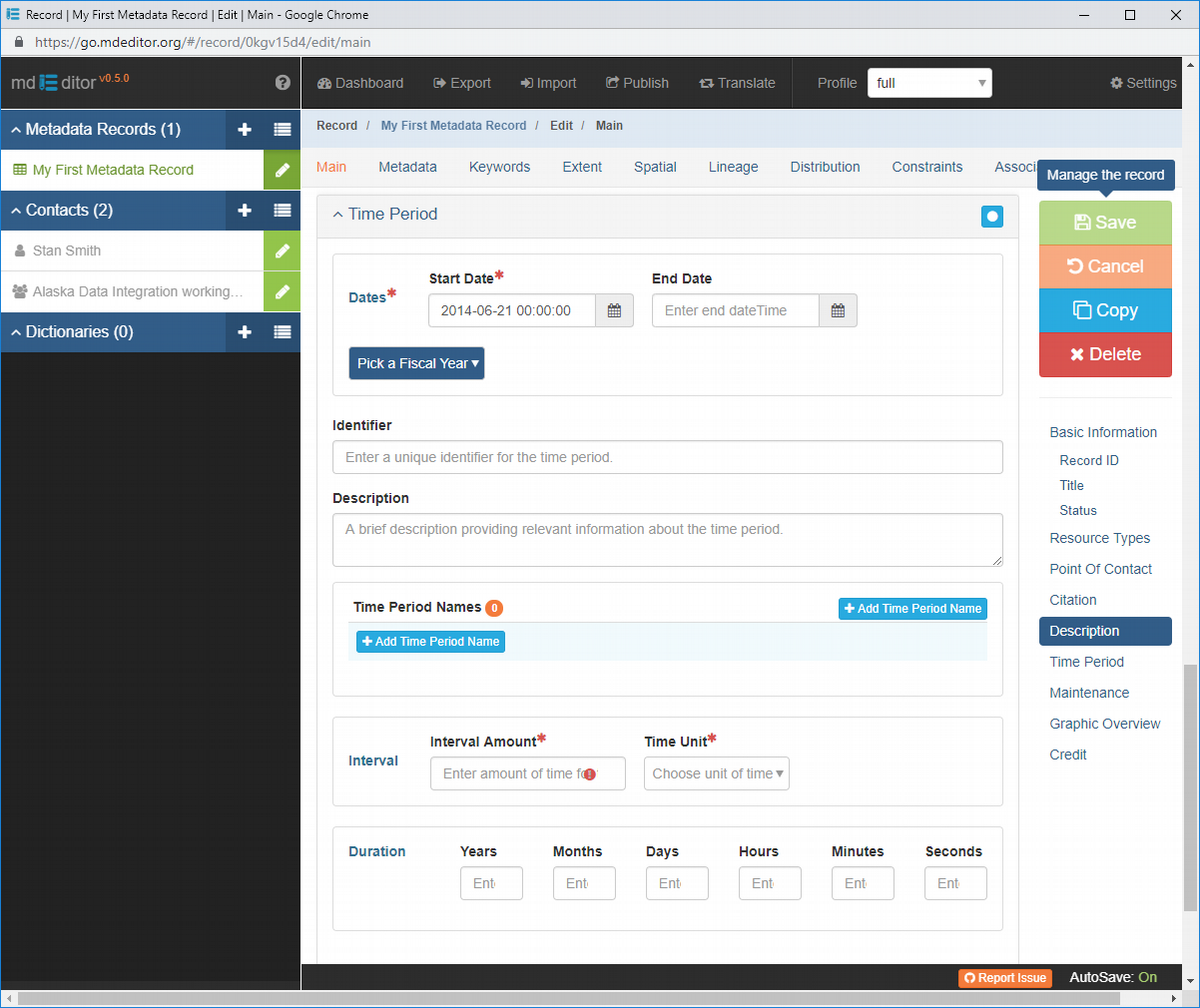 Record | My First Metadata Record | Edit | Main - Google Chrome
https://go.mdeditor.org/#/record/0kgv15d4/edit/main
md ditor v0.5.0
Dashboard Export Import Publish Translate Profile full Settings
Metadata Records (1)
My First Metadata Record
Contacts (2)
Stan Smith
Alaska Data Integration working...
Dictionaries (0)
Record / My First Metadata Record / Edit / Main
Main Metadata Keywords Extent Spatial Lineage Distribution Constraints Associ
Manage the record
Save
Cancel
Copy
Delete
Time Period
Dates*
Start Date*
End Date
2014-06-21 00:00:00
Enter end dateTime
Pick a Fiscal Year
Identifier
Enter a unique identifier for the time period.
Description
A brief description providing relevant information about the time period.
Time Period Names 0
Add Time Period Name
Add Time Period Name
Interval
Interval Amount*
Time Unit*
Enter amount of time fo
Choose unit of time
Duration
Years Months Days Hours Minutes Seconds
Ent Ent Ent Ent Ent Ent
Basic Information
Record ID
Title
Status
Resource Types
Point Of Contact
Citation
Description
Time Period
Maintenance
Graphic Overview
Credit
Report Issue
AutoSave: On